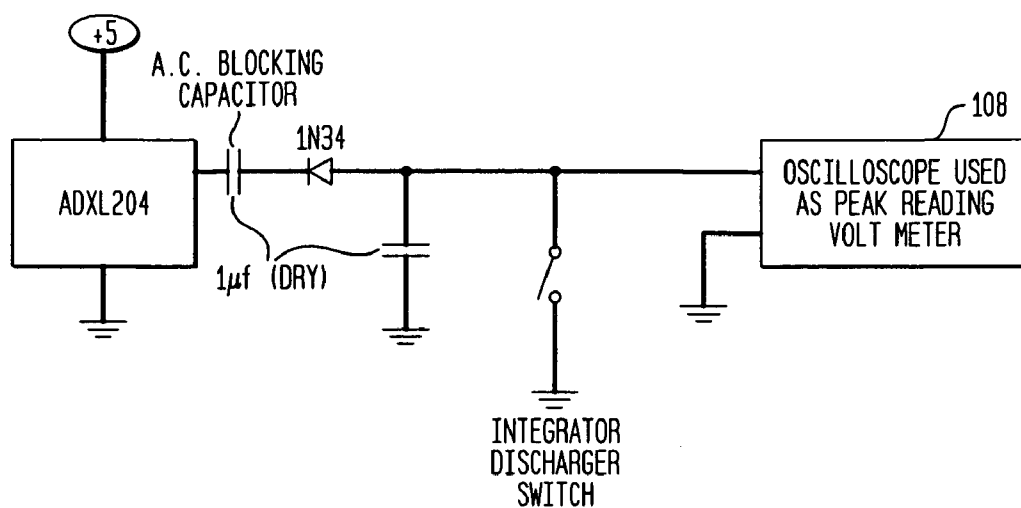 +5
A.C. BLOCKING
CAPACITOR
1N34
108
ADXL204
OSCILLOSCOPE USED
AS PEAK READING
VOLT METER
1µf (DRY)
INTEGRATOR
DISCHARGER
SWITCH